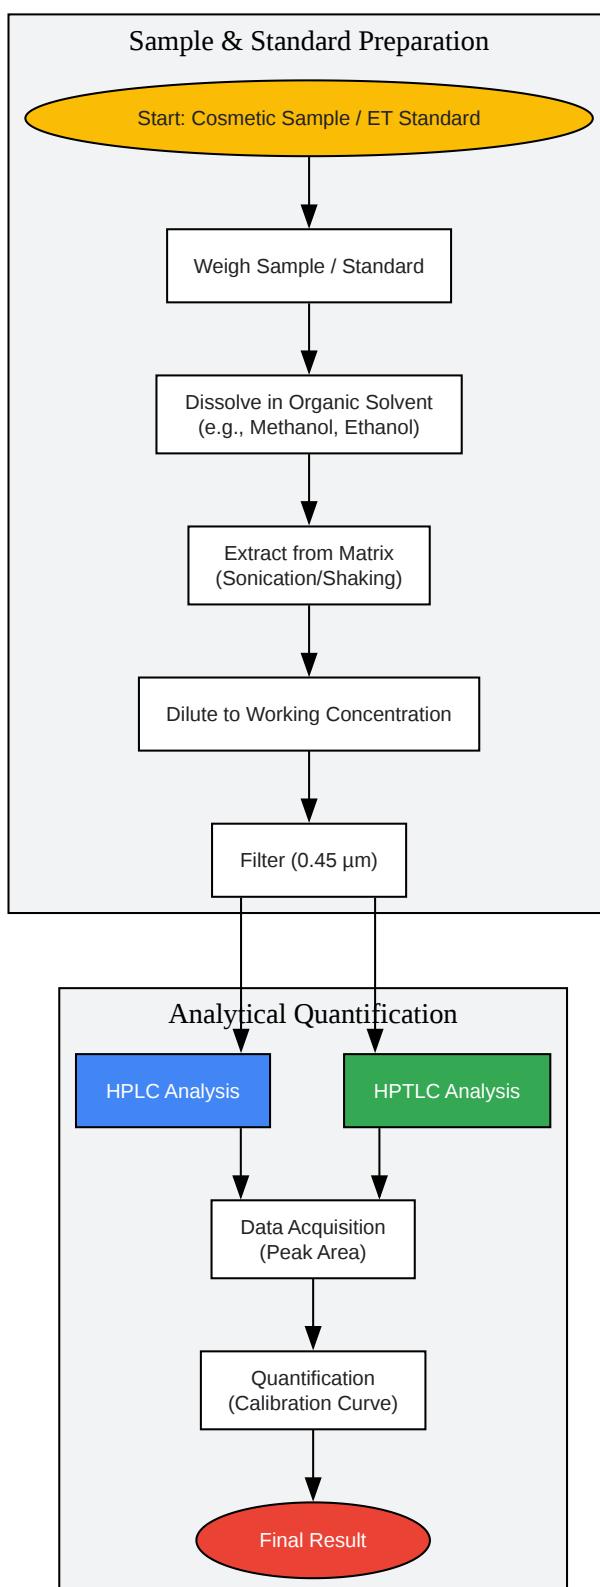 Sample & Standard Preparation
Start: Cosmetic Sample / ET Standard
Weigh Sample / Standard
Dissolve in Organic Solvent
(e.g., Methanol, Ethanol)
Extract from Matrix
(Sonication/Shaking)
Dilute to Working Concentration
Filter (0.45 µm)
Analytical Quantification
HPLC Analysis
HPTLC Analysis
Data Acquisition
(Peak Area)
Quantification
(Calibration Curve)
Final Result